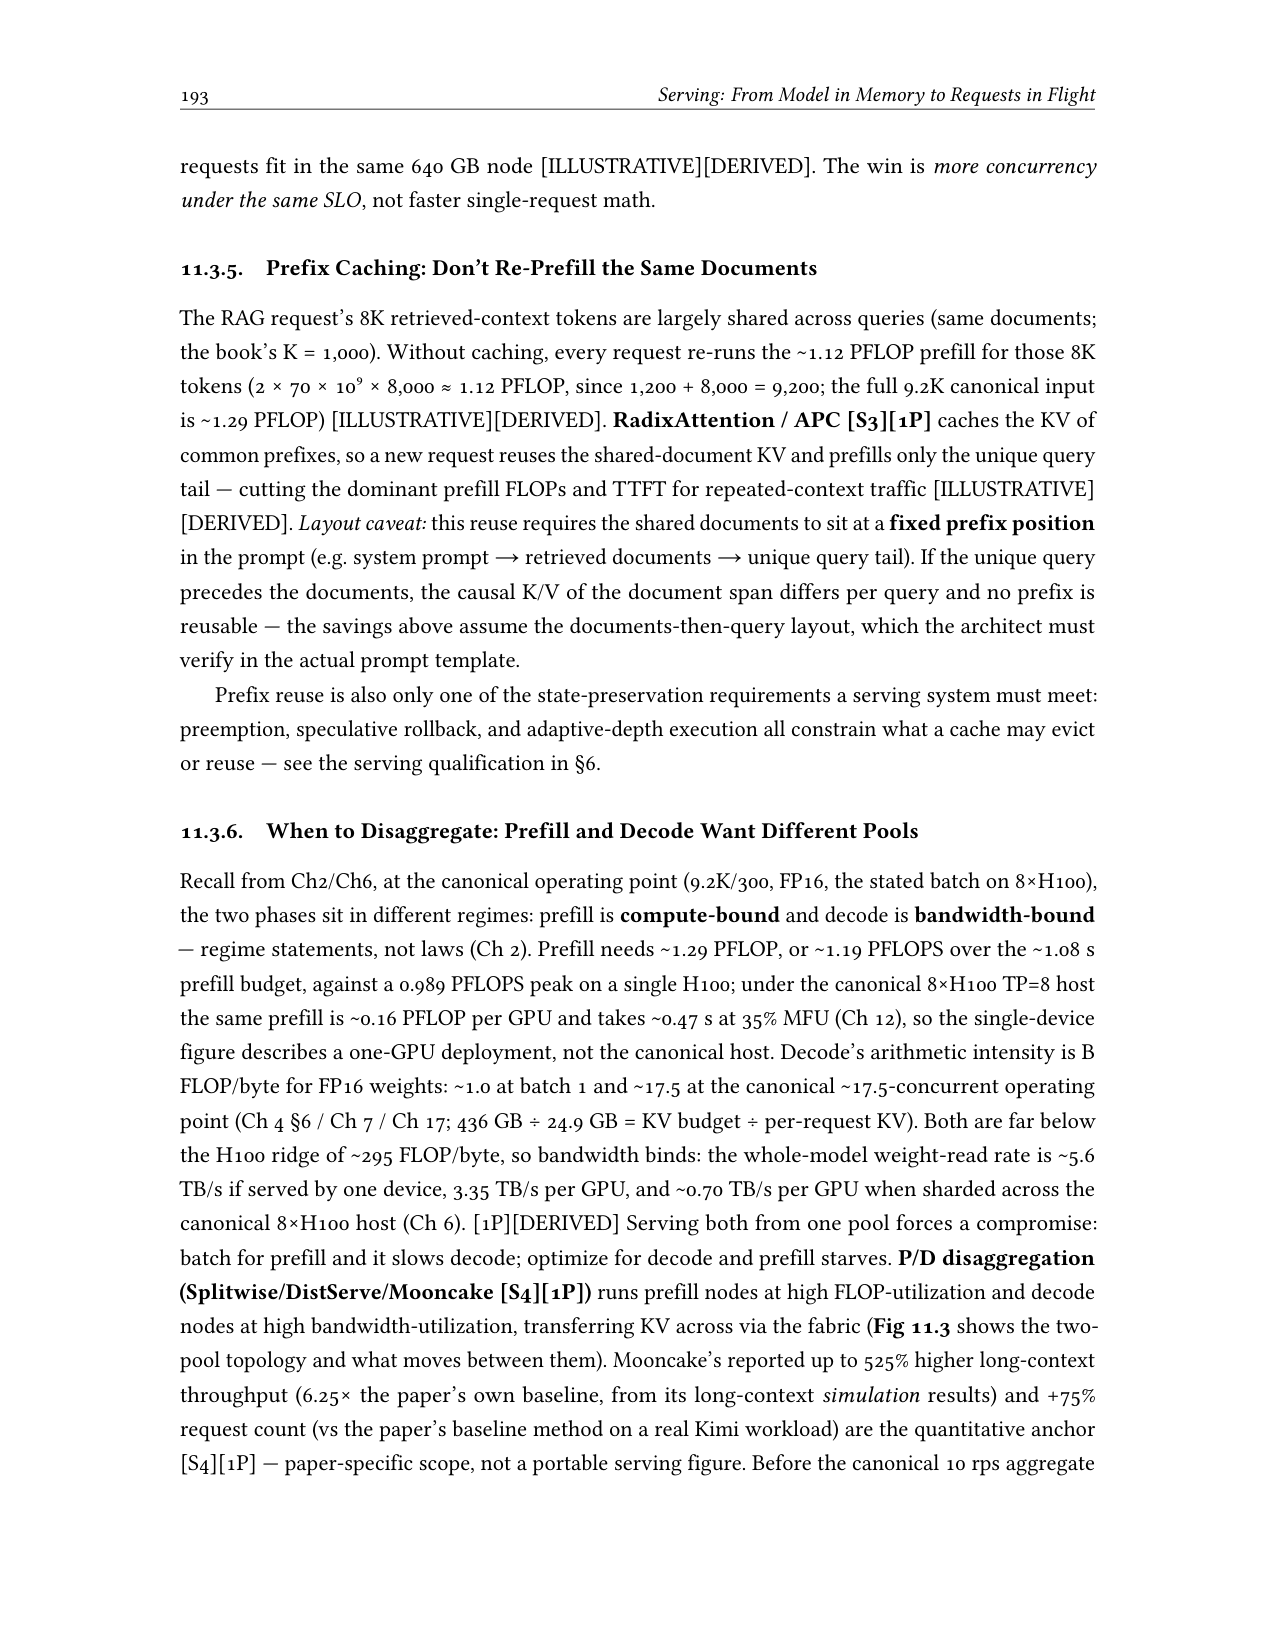 193
Serving: From Model in Memory to Requests in Flight
requests fit in the same 640 GB node [ILLUSTRATIVE][DERIVED]. The win is more concurrency
under the same SLO, not faster single-request math.
11.3.5. Prefix Caching: Don’t Re-Prefill the Same Documents
The RAG request’s 8K retrieved-context tokens are largely shared across queries (same documents;
the book’s K = 1,000). Without caching, every request re-runs the ~1.12 PFLOP prefill for those 8K
tokens (2 × 70 × 10⁹ × 8,000 ≈ 1.12 PFLOP, since 1,200 + 8,000 = 9,200; the full 9.2K canonical input
is ~1.29 PFLOP) [ILLUSTRATIVE][DERIVED]. RadixAttention / APC [S3][1P] caches the KV of
common prefixes, so a new request reuses the shared-document KV and prefills only the unique query
tail — cutting the dominant prefill FLOPs and TTFT for repeated-context traffic [ILLUSTRATIVE]
[DERIVED]. Layout caveat: this reuse requires the shared documents to sit at a fixed prefix position
in the prompt (e.g. system prompt → retrieved documents → unique query tail). If the unique query
precedes the documents, the causal K/V of the document span differs per query and no prefix is
reusable — the savings above assume the documents-then-query layout, which the architect must
verify in the actual prompt template.
Prefix reuse is also only one of the state-preservation requirements a serving system must meet:
preemption, speculative rollback, and adaptive-depth execution all constrain what a cache may evict
or reuse — see the serving qualification in §6.
11.3.6. When to Disaggregate: Prefill and Decode Want Different Pools
Recall from Ch2/Ch6, at the canonical operating point (9.2K/300, FP16, the stated batch on 8×H100),
the two phases sit in different regimes: prefill is compute-bound and decode is bandwidth-bound
— regime statements, not laws (Ch 2). Prefill needs ~1.29 PFLOP, or ~1.19 PFLOPS over the ~1.08 s
prefill budget, against a 0.989 PFLOPS peak on a single H100; under the canonical 8×H100 TP=8 host
the same prefill is ~0.16 PFLOP per GPU and takes ~0.47 s at 35% MFU (Ch 12), so the single-device
figure describes a one-GPU deployment, not the canonical host. Decode’s arithmetic intensity is B
FLOP/byte for FP16 weights: ~1.0 at batch 1 and ~17.5 at the canonical ~17.5-concurrent operating
point (Ch 4 §6 / Ch 7 / Ch 17; 436 GB ÷ 24.9 GB = KV budget ÷ per-request KV). Both are far below
the H100 ridge of ~295 FLOP/byte, so bandwidth binds: the whole-model weight-read rate is ~5.6
TB/s if served by one device, 3.35 TB/s per GPU, and ~0.70 TB/s per GPU when sharded across the
canonical 8×H100 host (Ch 6). [1P][DERIVED] Serving both from one pool forces a compromise:
batch for prefill and it slows decode; optimize for decode and prefill starves. P/D disaggregation
(Splitwise/DistServe/Mooncake [S4][1P]) runs prefill nodes at high FLOP-utilization and decode
nodes at high bandwidth-utilization, transferring KV across via the fabric (Fig 11.3 shows the two-
pool topology and what moves between them). Mooncake’s reported up to 525% higher long-context
throughput (6.25× the paper’s own baseline, from its long-context simulation results) and +75%
request count (vs the paper’s baseline method on a real Kimi workload) are the quantitative anchor
[S4][1P] — paper-specific scope, not a portable serving figure. Before the canonical 10 rps aggregate